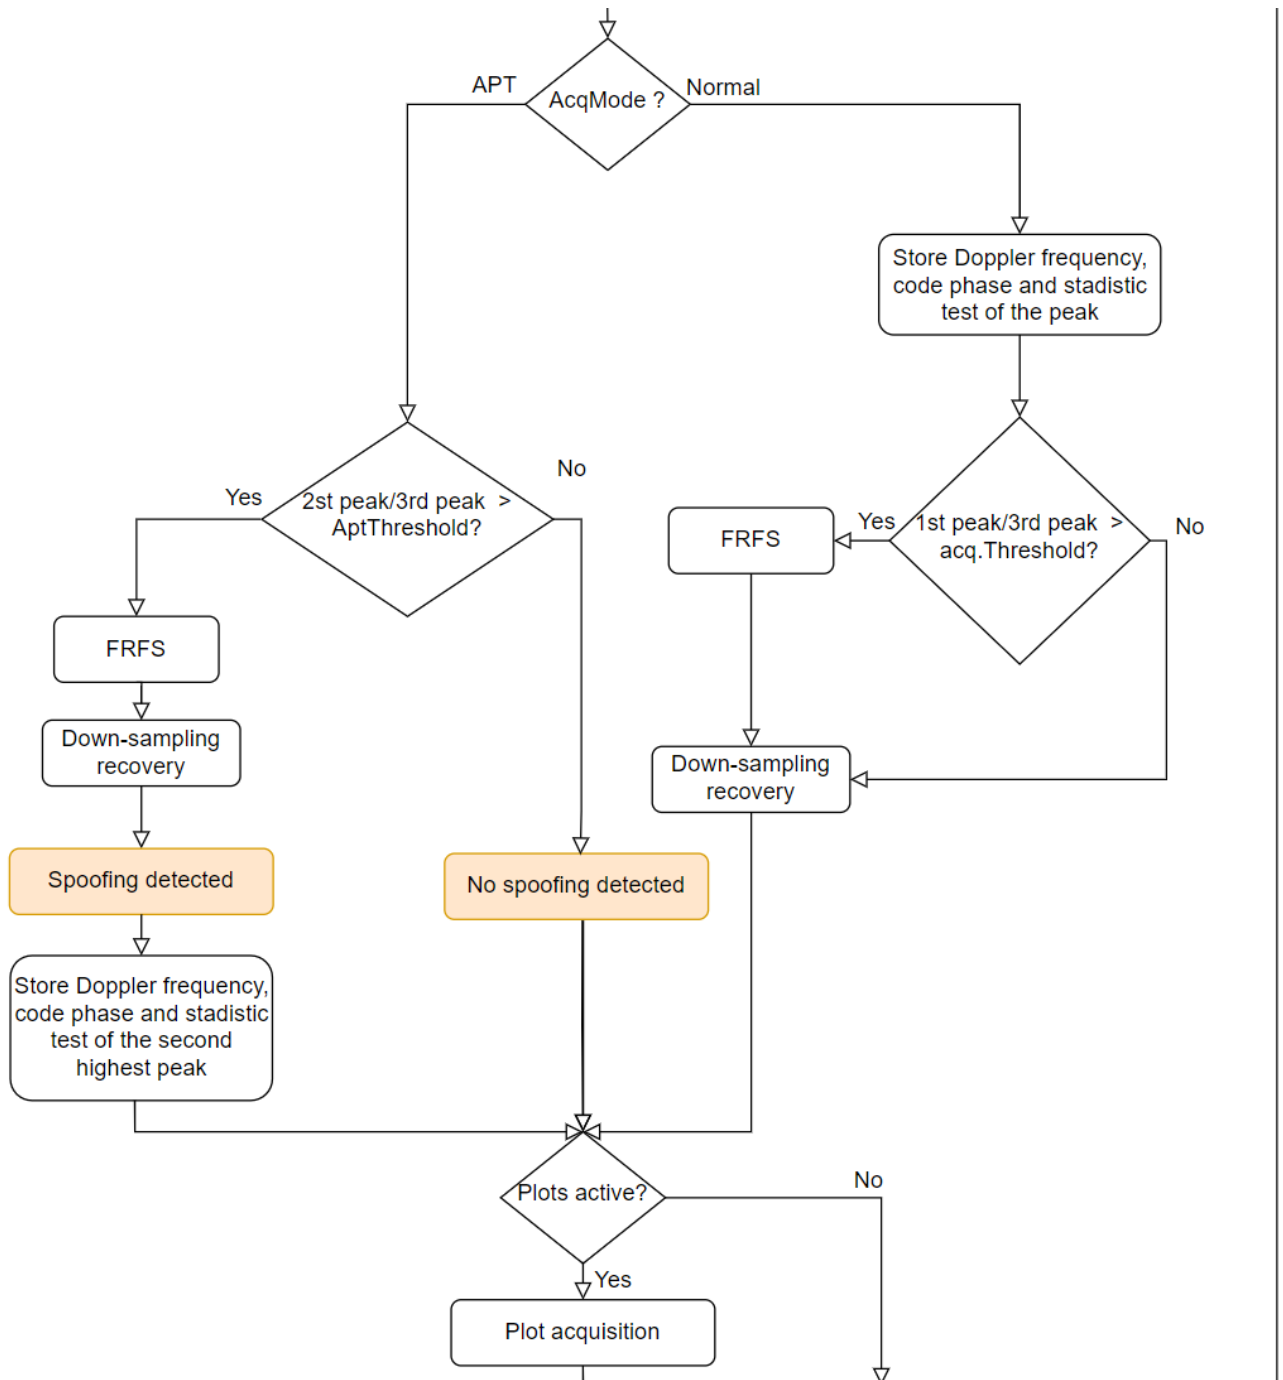 AcqMode ?
APT
Normal
Store Doppler frequency,
code phase and stadistic
test of the peak
2st peak/3rd peak >
AptThreshold?
Yes
No
1st peak/3rd peak >
acq.Threshold?
Yes
No
FRFS
FRFS
Down-sampling
recovery
Down-sampling
recovery
Spoofing detected
No spoofing detected
Store Doppler frequency,
code phase and stadistic
test of the second
highest peak
Plots active?
No
Yes
Plot acquisition